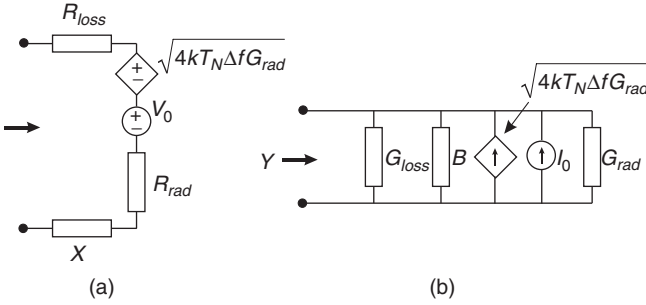 R_loss
+
−
√4kT_NΔfG_rad
+
−
V_0
R_rad
X
(a)
√4kT_NΔfG_rad
Y
G_loss
B
I_0
G_rad
(b)